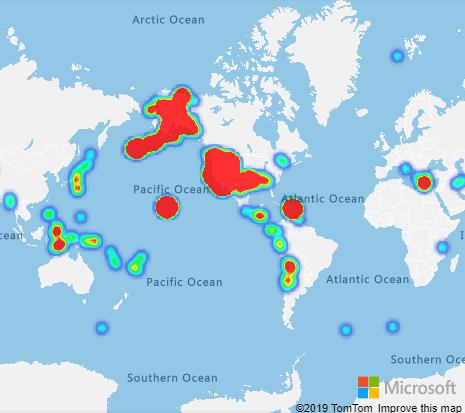 Arctic Ocean
Pacific Ocean
Atlantic Ocean
cean
I
Pacific Ocean
Atlantic Ocean
Southern Ocean
Southern Oc
Microsoft
©2019 TomTom Improve this map